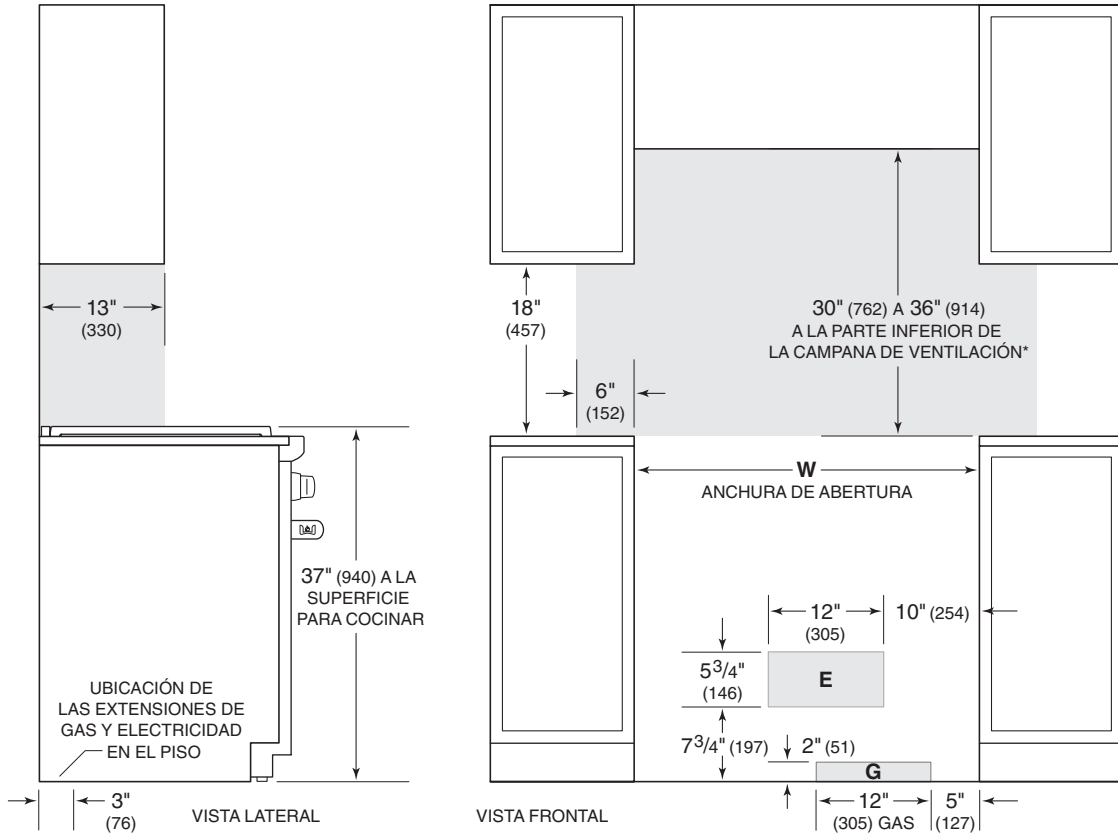 13"
(330)
37" (940) A LA
SUPERFICIE
PARA COCINAR
UBICACIÓN DE
LAS EXTENSIONES DE
GAS Y ELECTRICIDAD
EN EL PISO
3"
(76)
VISTA LATERAL
18"
(457)
30" (762) A 36" (914)
A LA PARTE INFERIOR DE
LA CAMPANA DE VENTILACIÓN*
6"
(152)
W
ANCHURA DE ABERTURA
12"
(305)
10" (254)
5 3/4"
(146)
E
7 3/4" (197)
2" (51)
G
12"
(305) GAS
5"
(127)
VISTA FRONTAL